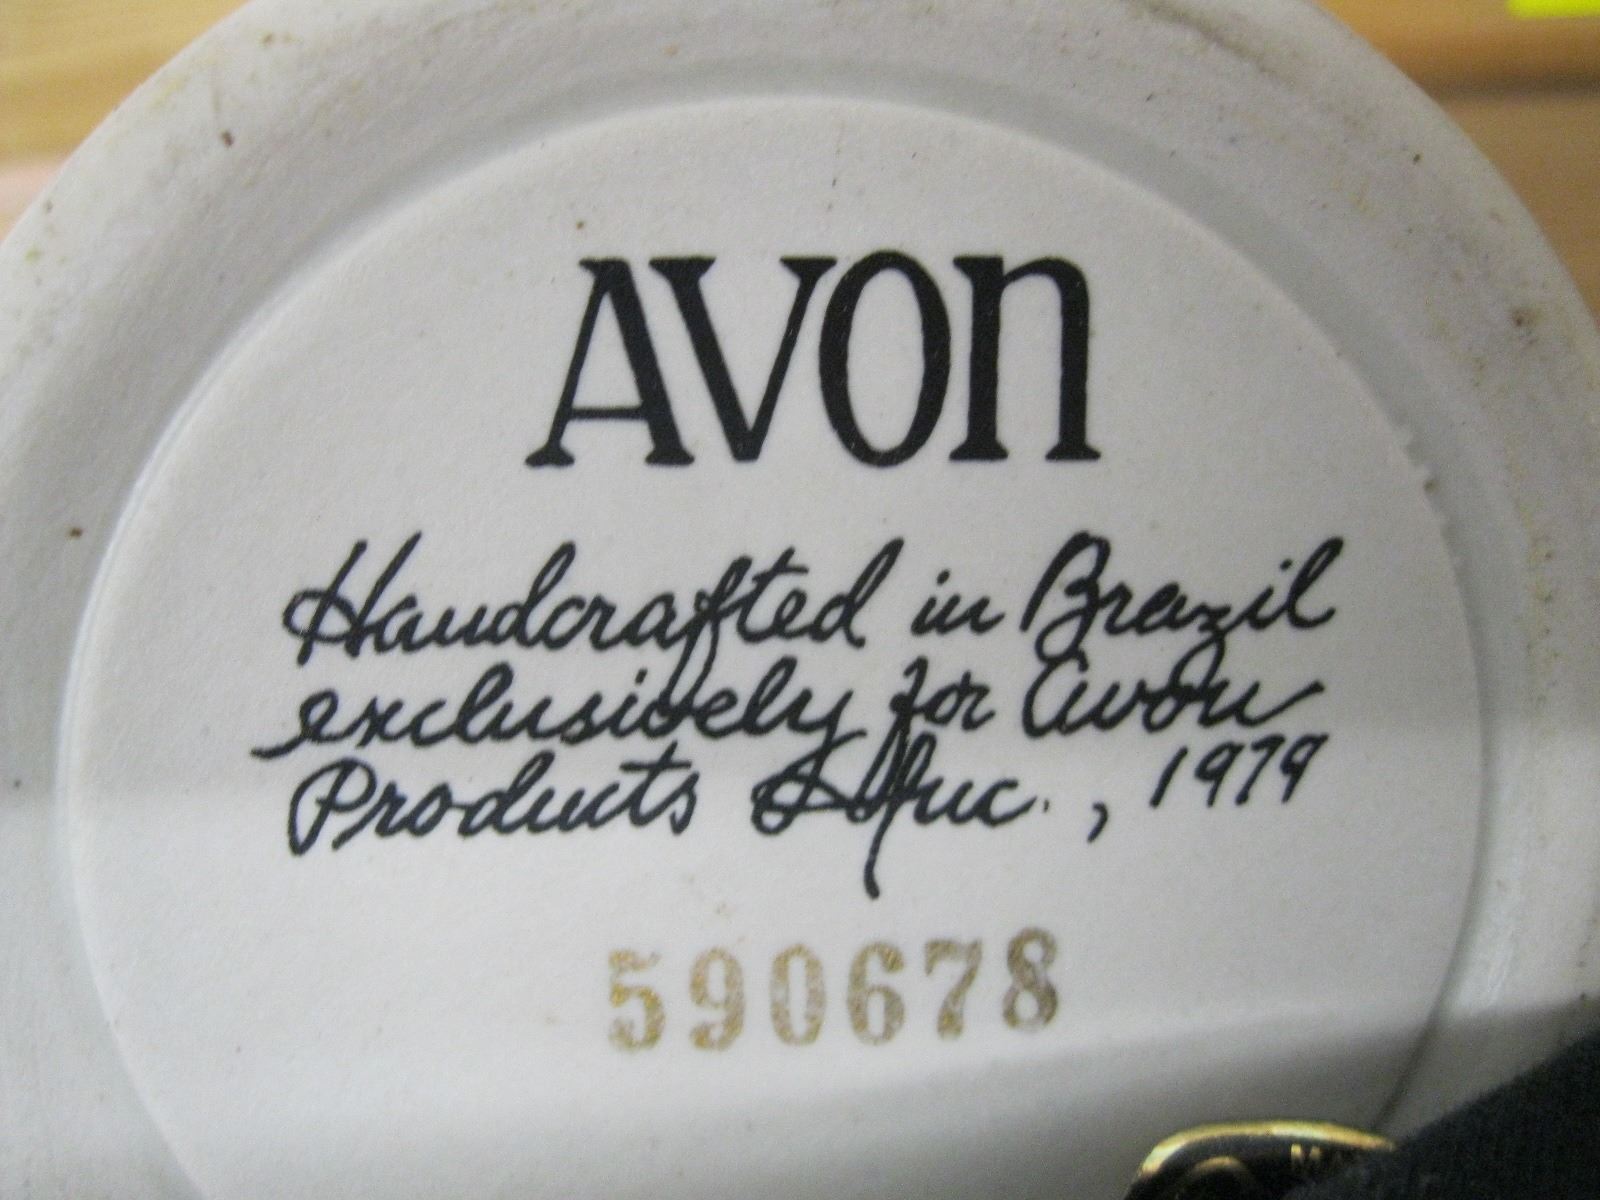 AVON
Handcrafted in Brazil
exclusively for Avon
Products Inc., 1979
590678